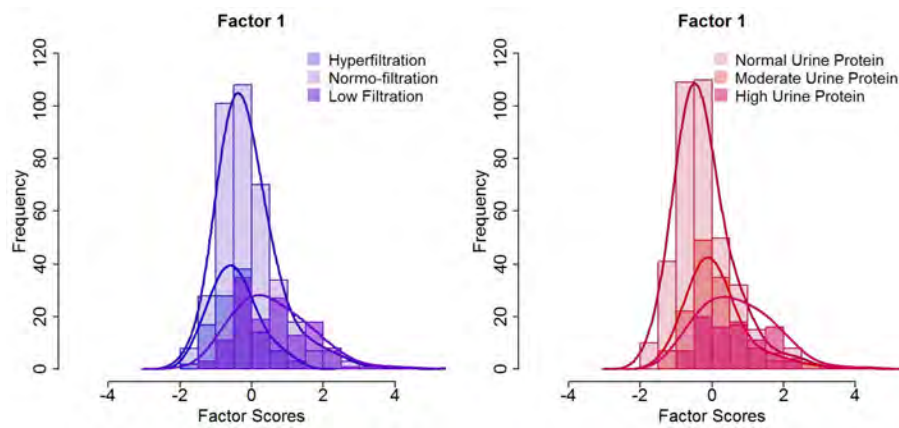 Factor 1
120
100
80
60
40
20
0
Frequency
Hyperfiltration
Normo-filtration
Low Filtration
-4 -2 0 2 4
Factor Scores
Factor 1
120
100
80
60
40
20
0
Frequency
Normal Urine Protein
Moderate Urine Protein
High Urine Protein
-4 -2 0 2 4
Factor Scores